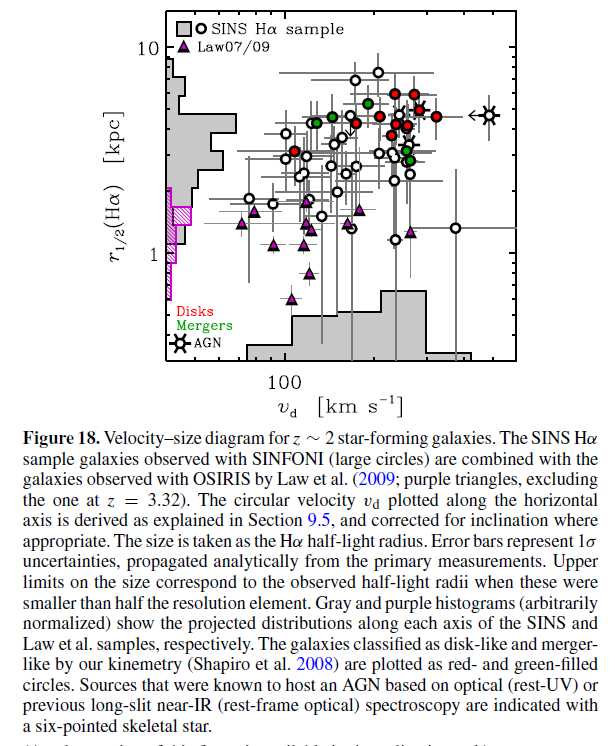 10
1
r1/2(Hα) [kpc]
SINS Hα sample
Law07/09
Disks
Mergers
AGN
100
vd [km s−1]
Figure 18. Velocity–size diagram for z ∼ 2 star-forming galaxies. The SINS Hα
sample galaxies observed with SINFONI (large circles) are combined with the
galaxies observed with OSIRIS by Law et al. (2009; purple triangles, excluding
the one at z = 3.32). The circular velocity vd plotted along the horizontal
axis is derived as explained in Section 9.5, and corrected for inclination where
appropriate. The size is taken as the Hα half-light radius. Error bars represent 1σ
uncertainties, propagated analytically from the primary measurements. Upper
limits on the size correspond to the observed half-light radii when these were
smaller than half the resolution element. Gray and purple histograms (arbitrarily
normalized) show the projected distributions along each axis of the SINS and
Law et al. samples, respectively. The galaxies classified as disk-like and merger-
like by our kinemetry (Shapiro et al. 2008) are plotted as red- and green-filled
circles. Sources that were known to host an AGN based on optical (rest-UV) or
previous long-slit near-IR (rest-frame optical) spectroscopy are indicated with
a six-pointed skeletal star.